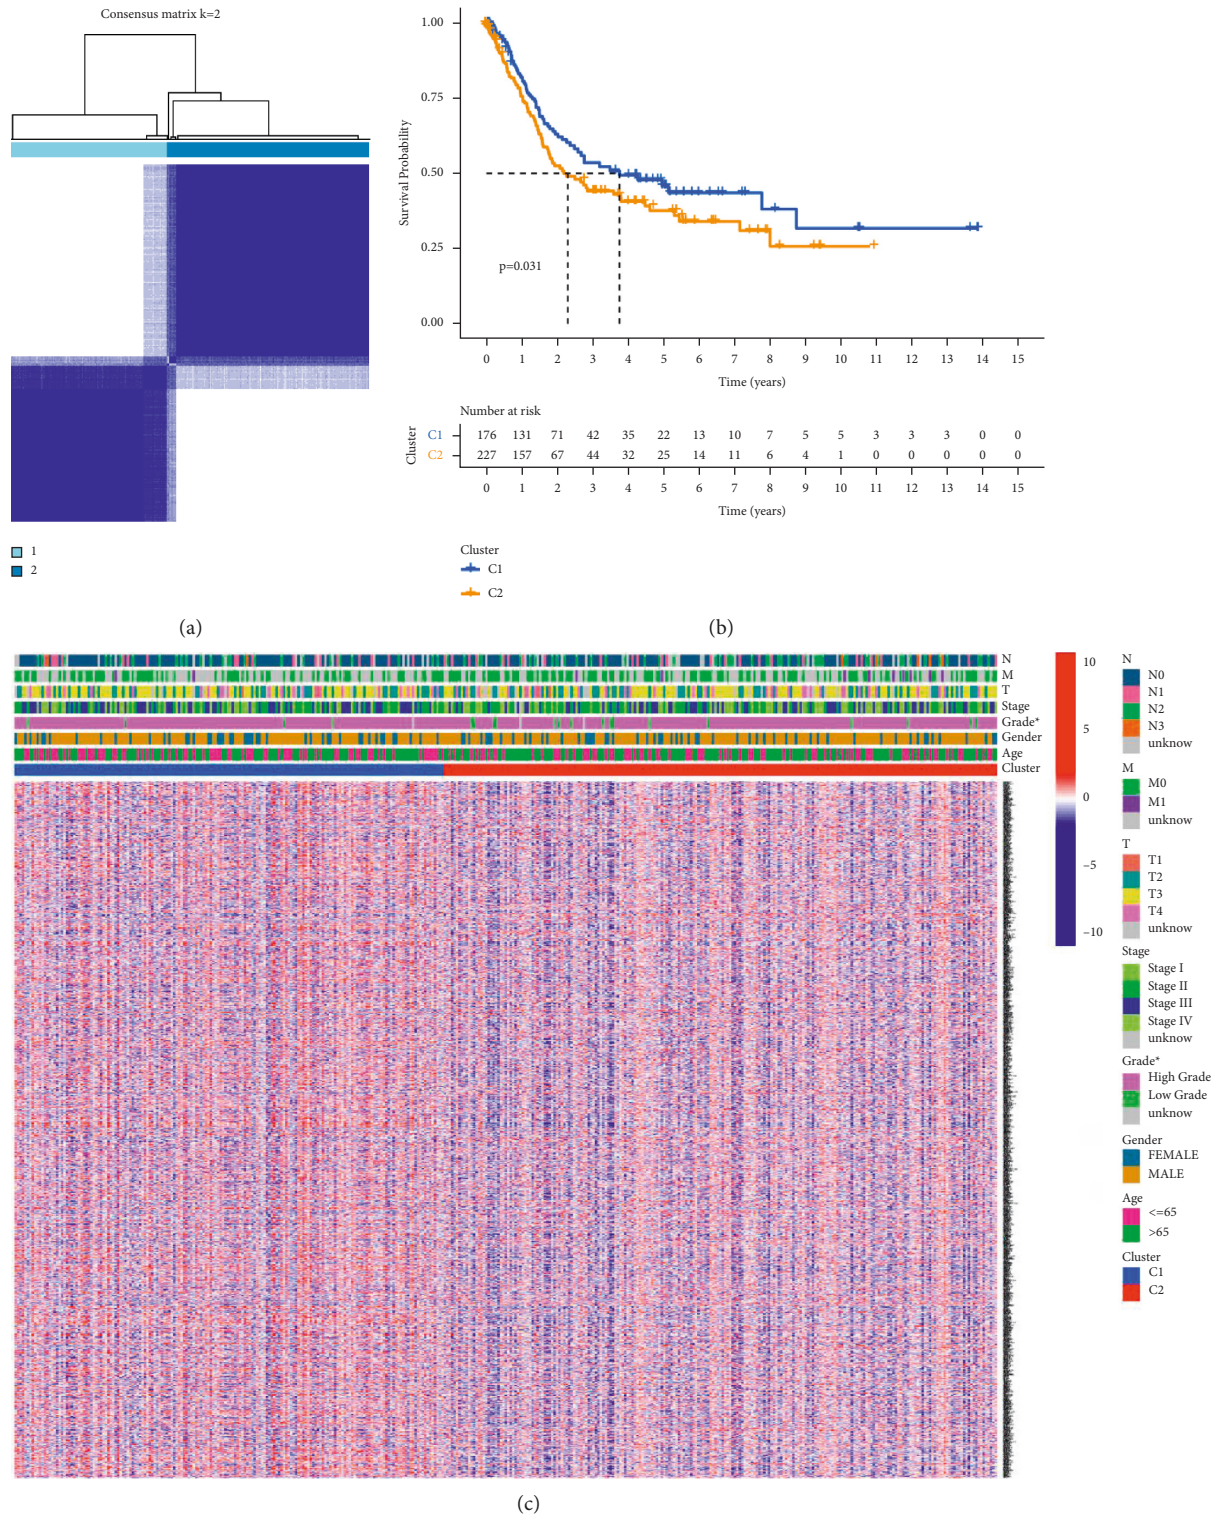 Consensus matrix k=2
1
2
(a)
1.00
0.75
0.50
0.25
0.00
Survival Probability
p=0.031
0 1 2 3 4 5 6 7 8 9 10 11 12 13 14 15
Time (years)
Number at risk
Cluster
C1 176 131 71 42 35 22 13 10 7 5 5 3 3 3 0 0
C2 227 157 67 44 32 25 14 11 6 4 1 0 0 0 0 0
0 1 2 3 4 5 6 7 8 9 10 11 12 13 14 15
Time (years)
Cluster
C1
C2
(b)
N
M
T
Stage
Grade*
Gender
Age
Cluster
10
5
0
−5
−10
N
N0
N1
N2
N3
unknow
M
M0
M1
unknow
T
T1
T2
T3
T4
unknow
Stage
Stage I
Stage II
Stage III
Stage IV
unknow
Grade*
High Grade
Low Grade
unknow
Gender
FEMALE
MALE
Age
<=65
>65
Cluster
C1
C2
(c)